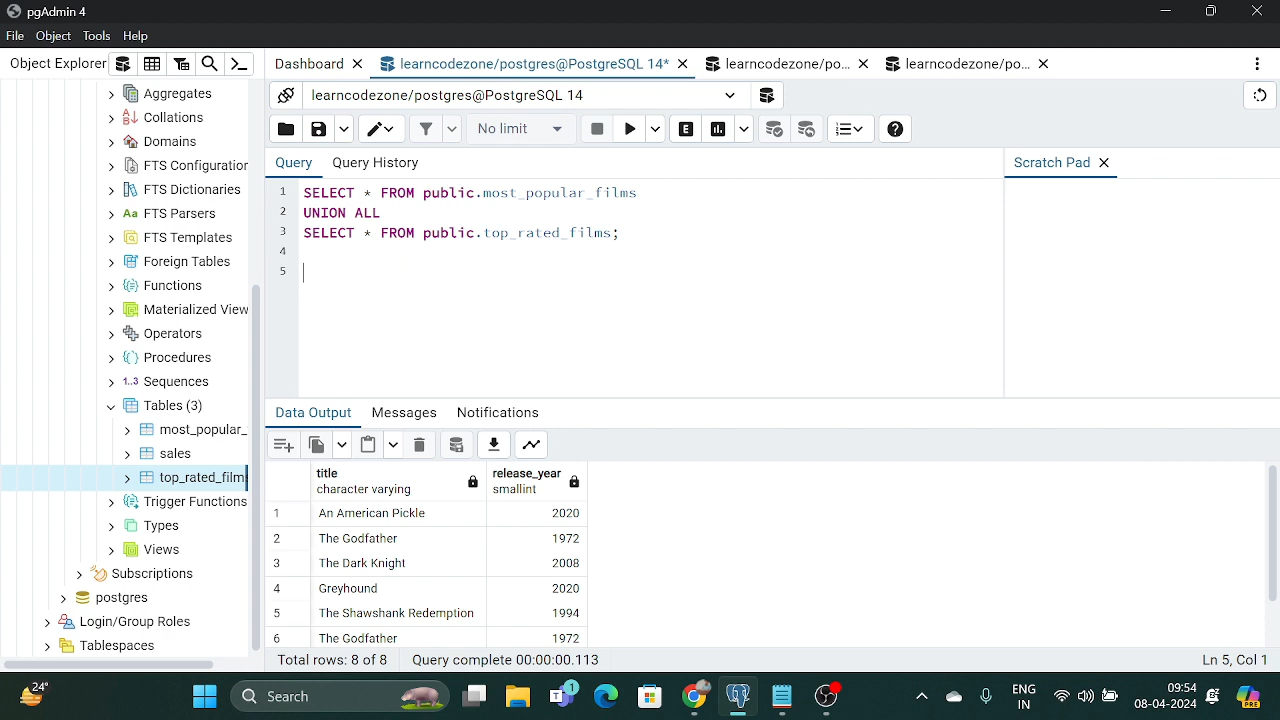 pgAdmin 4
File Object Tools Help
Object Explorer
Dashboard learncodezone/postgres@PostgreSQL 14* learncodezone/po... learncodezone/po...
learncodezone/postgres@PostgreSQL 14
No limit
E
Query Query History
Scratch Pad
1 SELECT * FROM public.most_popular_films
2 UNION ALL
3 SELECT * FROM public.top_rated_films;
4
5
Aggregates
Collations
Domains
FTS Configuration
FTS Dictionaries
Aa FTS Parsers
FTS Templates
Foreign Tables
Functions
Materialized View
Operators
Procedures
1..3 Sequences
Tables (3)
most_popular_
sales
top_rated_films
Trigger Functions
Types
Views
Subscriptions
postgres
Login/Group Roles
Tablespaces
Data Output Messages Notifications
title release_year
character varying smallint
1 An American Pickle 2020
2 The Godfather 1972
3 The Dark Knight 2008
4 Greyhound 2020
5 The Shawshank Redemption 1994
6 The Godfather 1972
Total rows: 8 of 8 Query complete 00:00:00.113 Ln 5, Col 1
24°
Search
1
ENG
IN
09:54
08-04-2024
PRE